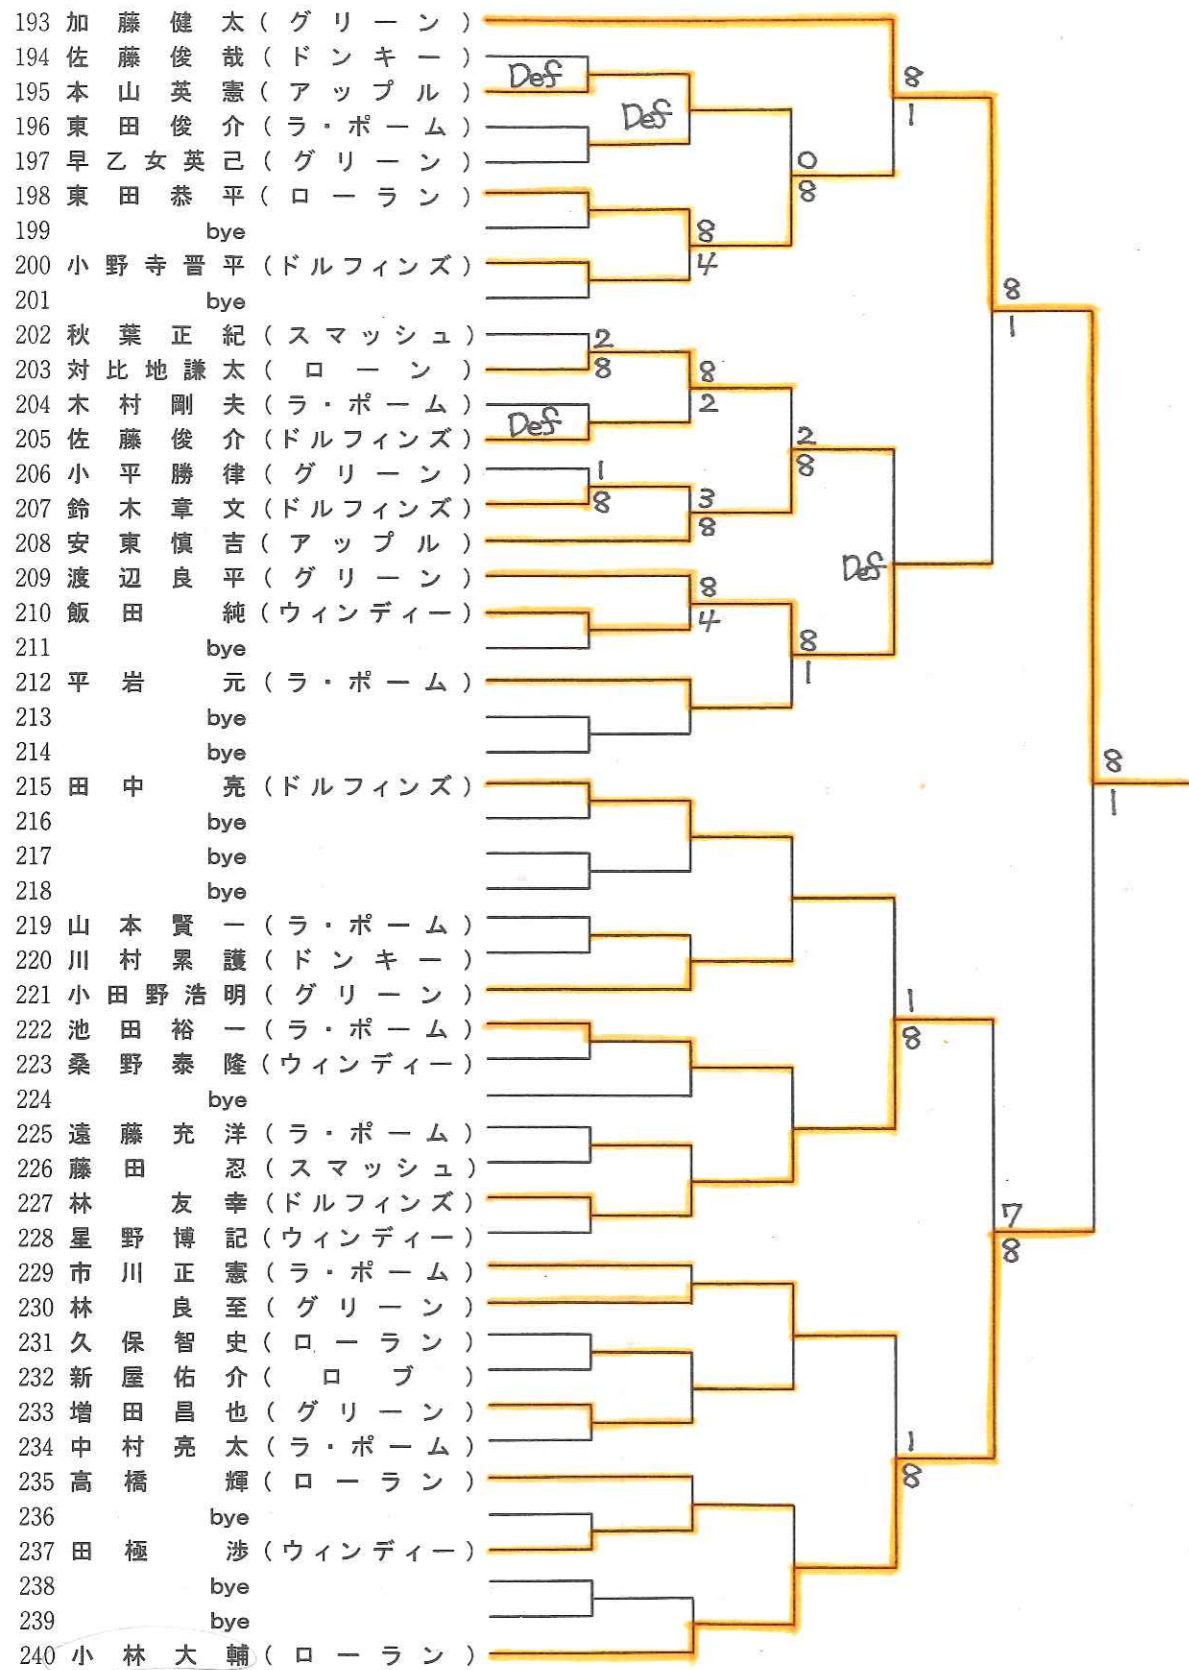 193 加藤健太(グリーン)
194 佐藤俊哉(ドンキー)
Def
8
195 本山英憲(アップル)
Def
1
196 東田俊介(ラ・ポーム)
197 早乙女英己(グリーン)
0
8
198 東田恭平(ローラン)
199 bye
8
4
200 小野寺晋平(ドルフィンズ)
201 bye
8
1
202 秋葉正紀(スマッシュ)
2
8
203 対比地謙太(ローン)
8
2
204 木村剛夫(ラ・ポーム)
Def
205 佐藤俊介(ドルフィンズ)
2
8
206 小平勝律(グリーン)
1
8
207 鈴木章文(ドルフィンズ)
3
8
208 安東慎吉(アップル)
Def
209 渡辺良平(グリーン)
8
4
210 飯田純(ウィンディー)
211 bye
8
1
212 平岩元(ラ・ポーム)
213 bye
214 bye
8
1
215 田中亮(ドルフィンズ)
216 bye
217 bye
218 bye
219 山本賢一(ラ・ポーム)
220 川村累護(ドンキー)
221 小田野浩明(グリーン)
1
8
222 池田裕一(ラ・ポーム)
223 桑野泰隆(ウィンディー)
224 bye
225 遠藤充洋(ラ・ポーム)
226 藤田忍(スマッシュ)
227 林友幸(ドルフィンズ)
7
8
228 星野博記(ウィンディー)
229 市川正憲(ラ・ポーム)
230 林良至(グリーン)
231 久保智史(ローラン)
232 新屋佑介(ロブ)
233 増田昌也(グリーン)
234 中村亮太(ラ・ポーム)
1
8
235 高橋輝(ローラン)
236 bye
237 田極渉(ウィンディー)
238 bye
239 bye
240 小林大輔(ローラン)